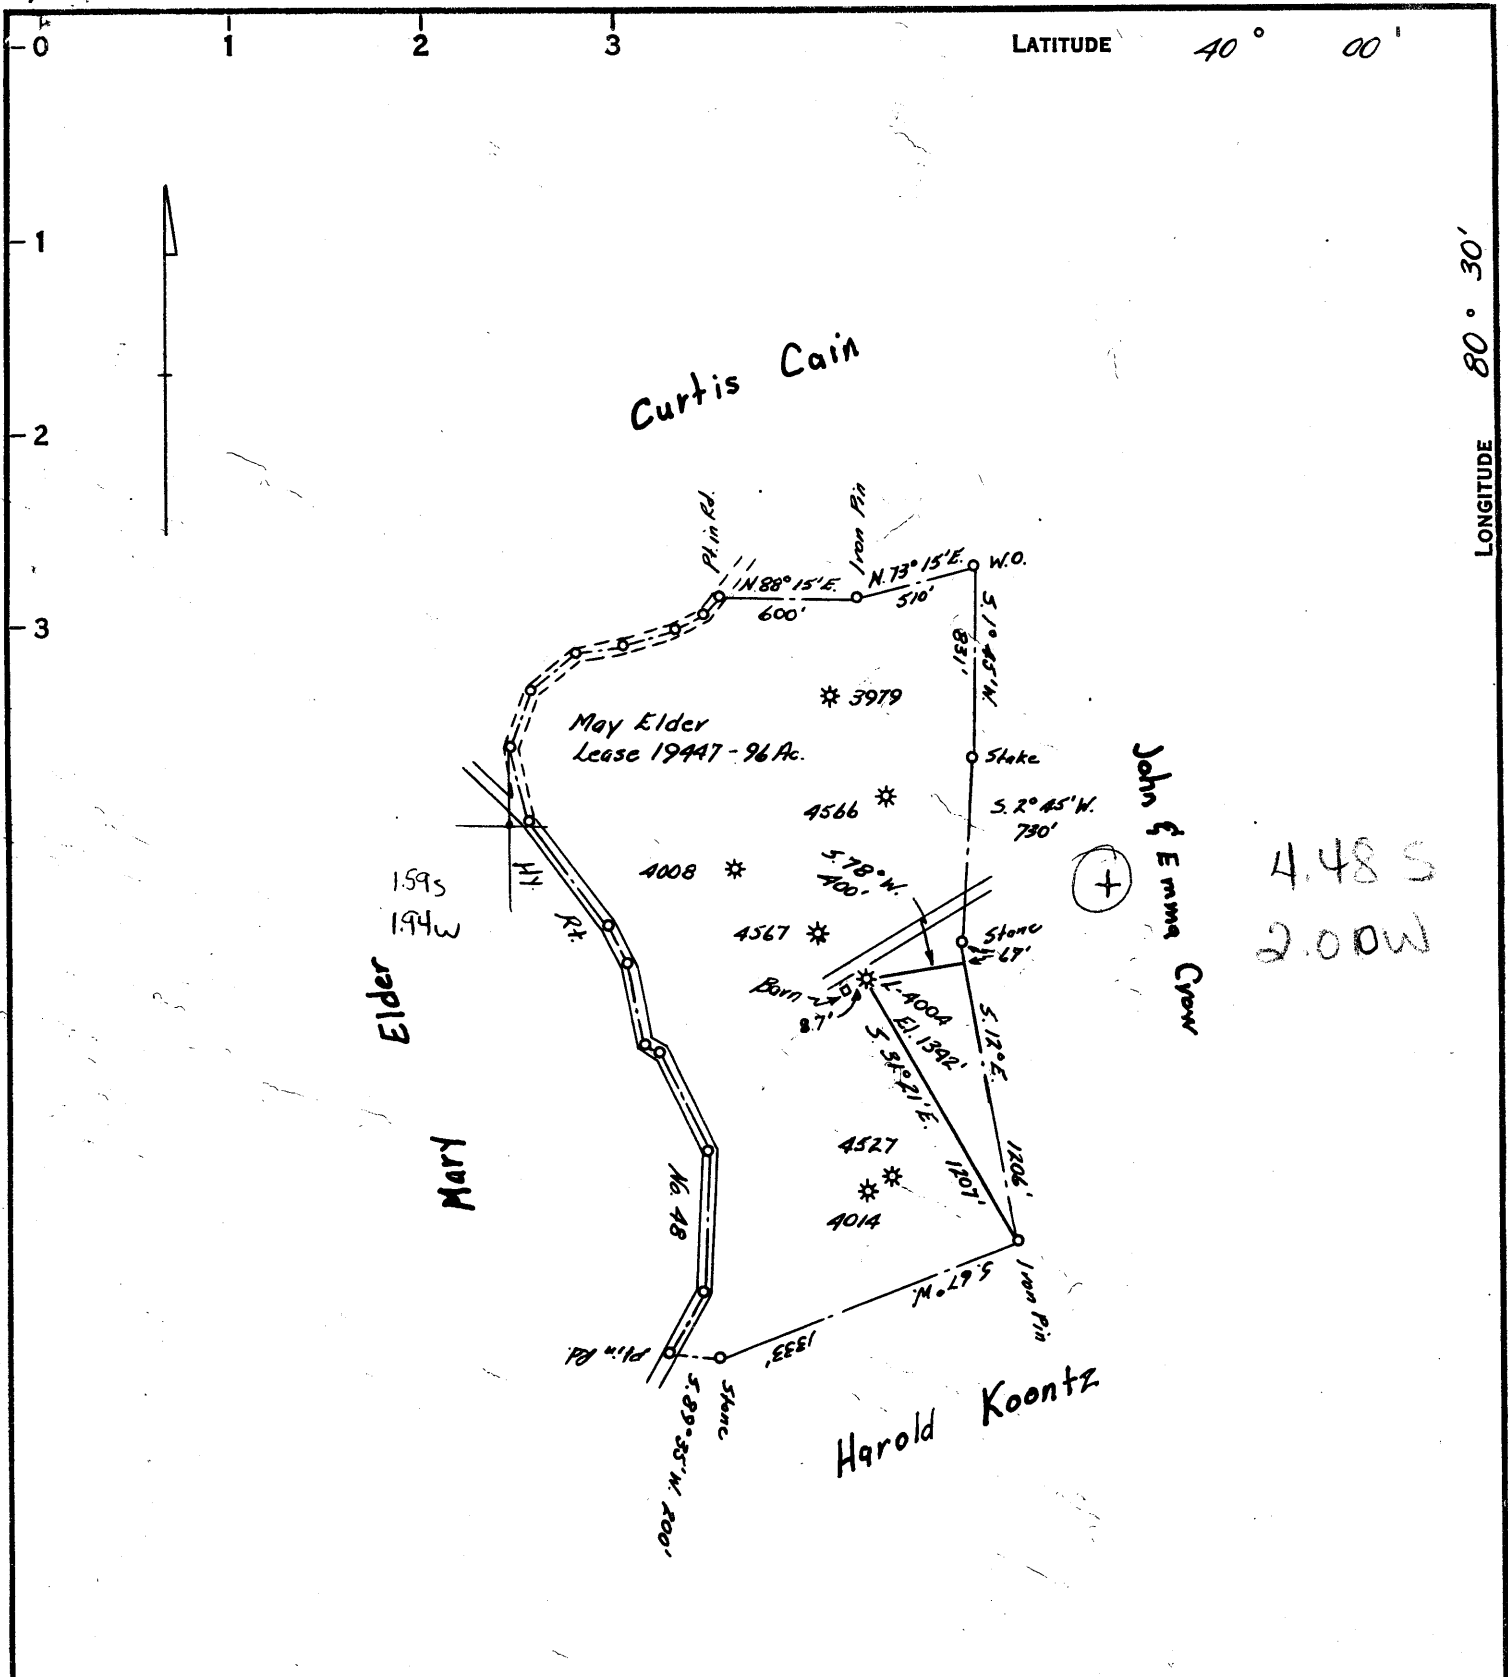 0 1 2 3 LATITUDE 40° 00'
1
2
3
LONGITUDE 80° 30'
Curtis Cain
Pt. in Rd.
Iron Pin
N. 88° 15' E.
600'
N. 73° 15' E.
510'
W.O.
S. 1° 45' W.
831'
3979
May Elder
Lease 19447 - 96 Ac.
Stake
4566
S. 2° 45' W.
730'
John & Emma Crow
4008
S. 78° W.
400'
+
4.48 S
2.00W
1.59s
1.94w
Hy.
Rt.
No. 48
4567
Stone
67'
Barn
87'
L-4004
El. 1392'
S. 31° 21' E.
1207'
S. 12° E.
1206'
Mary Elder
4527
4014
S. 67° W.
1333'
Iron Pin
Pt. in Rd.
Stone
S. 89° 35' W. 200'
Harold Koontz